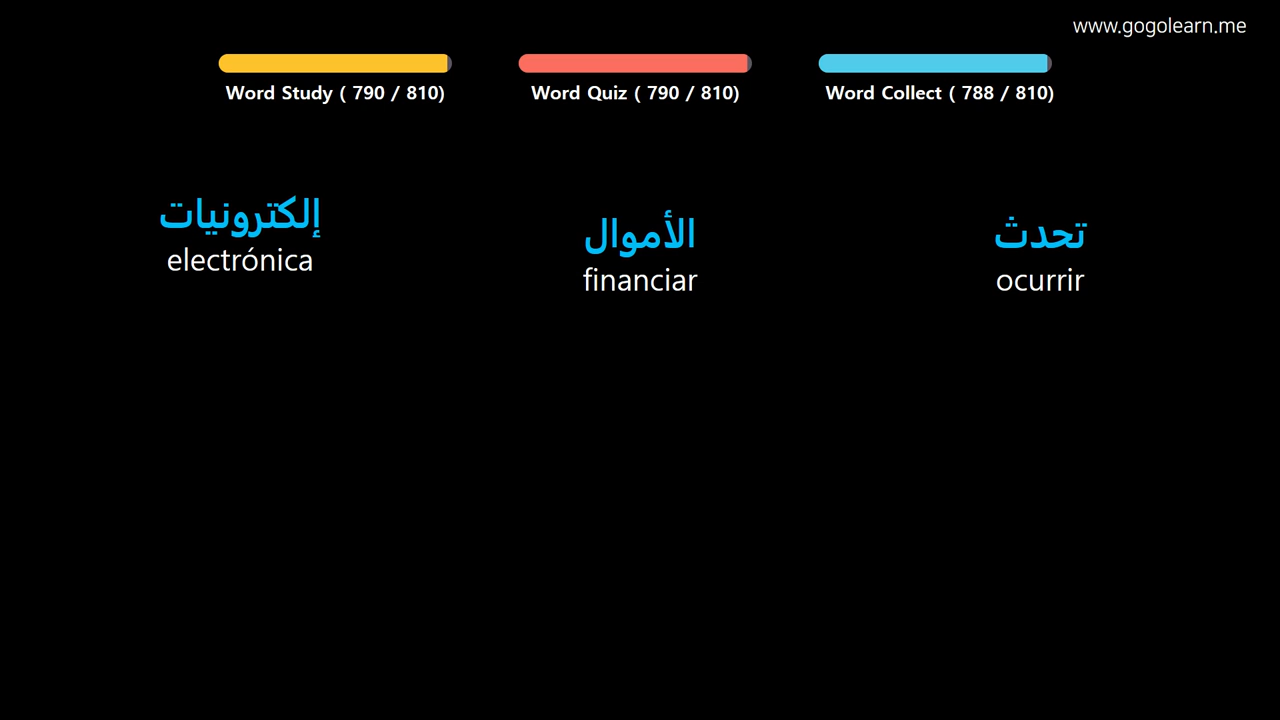 www.gogolearn.me
Word Study ( 790 / 810)
Word Quiz ( 790 / 810)
Word Collect ( 788 / 810)
إلكترونيات
electrónica
الأموال
financiar
تحدث
ocurrir